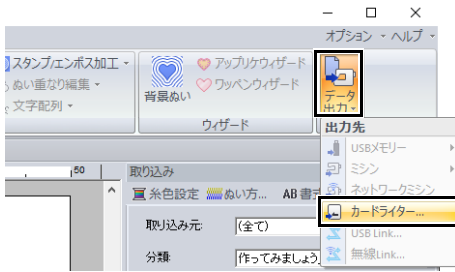 オプション ヘルプ
スタンプ/エンボス加工
ぬい重なり編集
文字配列
背景ぬい
アップリケウィザード
ワッペンウィザード
ウィザード
データ
出力
出力先
USBメモリー
ミシン
ネットワークミシン
カードライター...
USB Link...
無線Link...
50
取り込み
糸色設定 ぬい方... AB 書式
取り込み元: (全て)
分類: 作ってみましょう